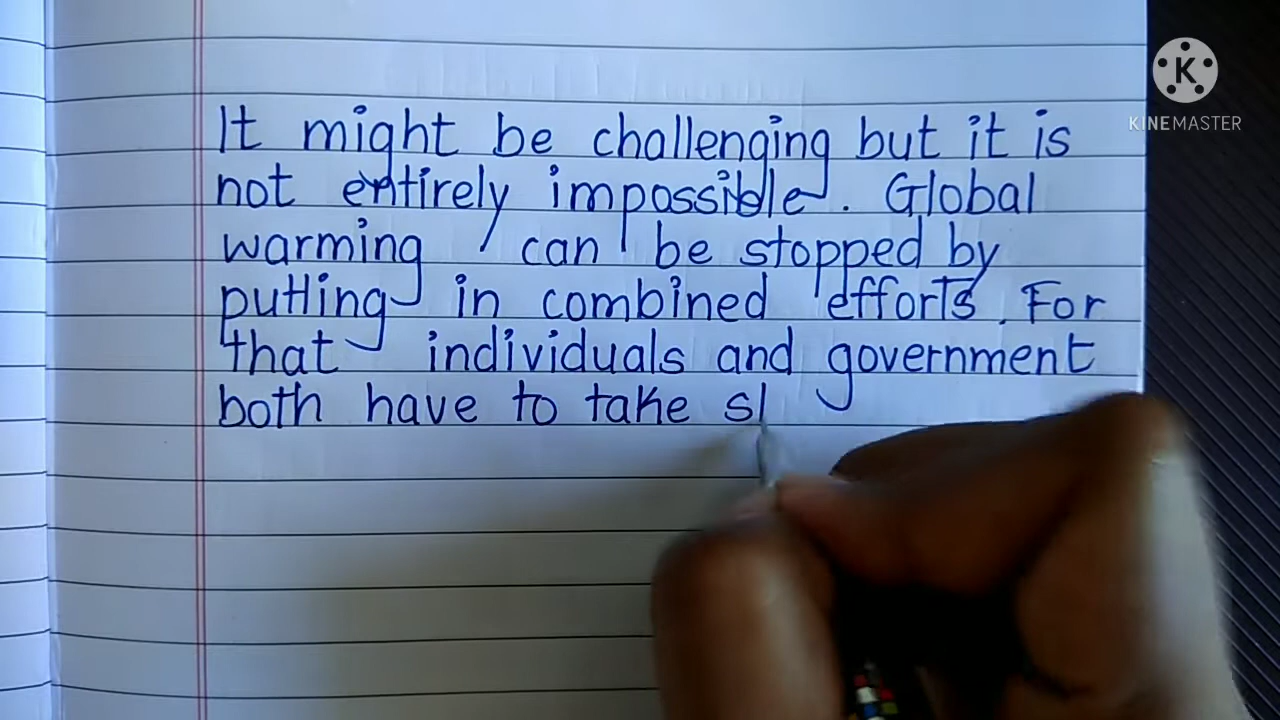 It might be challenging but it is
not entirely impossible. Global
warming can be stopped by
putting in combined efforts. For
that individuals and government
both have to take
K
KINEMASTER